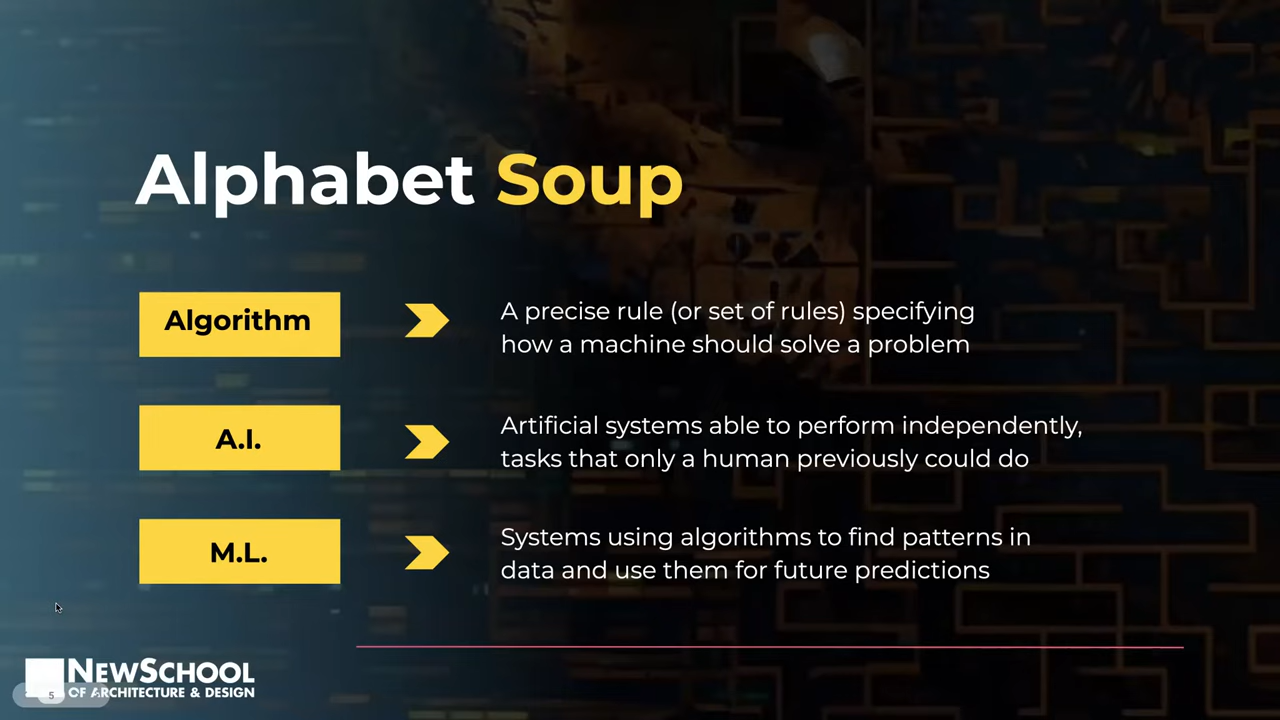 Alphabet Soup
Algorithm
A precise rule (or set of rules) specifying
how a machine should solve a problem
A.I.
Artificial systems able to perform independently,
tasks that only a human previously could do
M.L.
Systems using algorithms to find patterns in
data and use them for future predictions
NEWSCHOOL
OF ARCHITECTURE & DESIGN
5